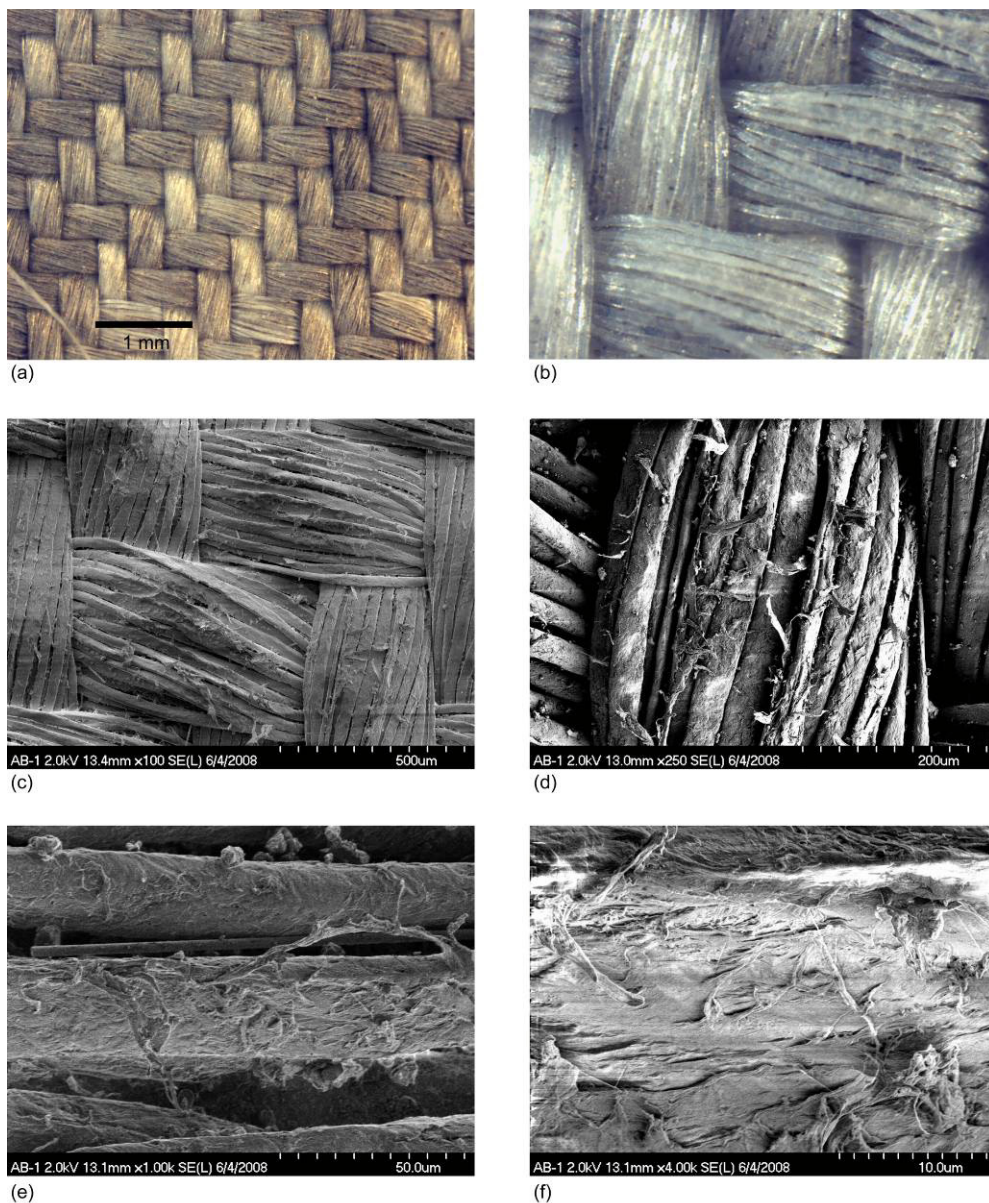 1 mm
(a)
(b)
AB-1 2.0kV 13.4mm x100 SE(L) 6/4/2008 500um
(c)
AB-1 2.0kV 13.0mm x250 SE(L) 6/4/2008 200um
(d)
AB-1 2.0kV 13.1mm x1.00k SE(L) 6/4/2008 50.0um
(e)
AB-1 2.0kV 13.1mm x4.00k SE(L) 6/4/2008 10.0um
(f)